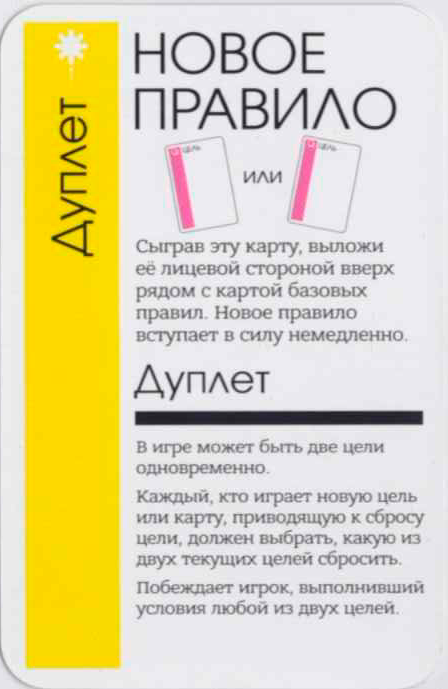 Дуплет
НОВОЕ
ПРАВИЛО
ЦЕЛЬ
или
ЦЕЛЬ
Сыграв эту карту, выложи
её лицевой стороной вверх
рядом с картой базовых
правил. Новое правило
вступает в силу немедленно.
Дуплет
В игре может быть две цели
одновременно.
Каждый, кто играет новую цель
или карту, приводящую к сбросу
цели, должен выбрать, какую из
двух текущих целей сбросить.
Побеждает игрок, выполнивший
условия любой из двух целей.